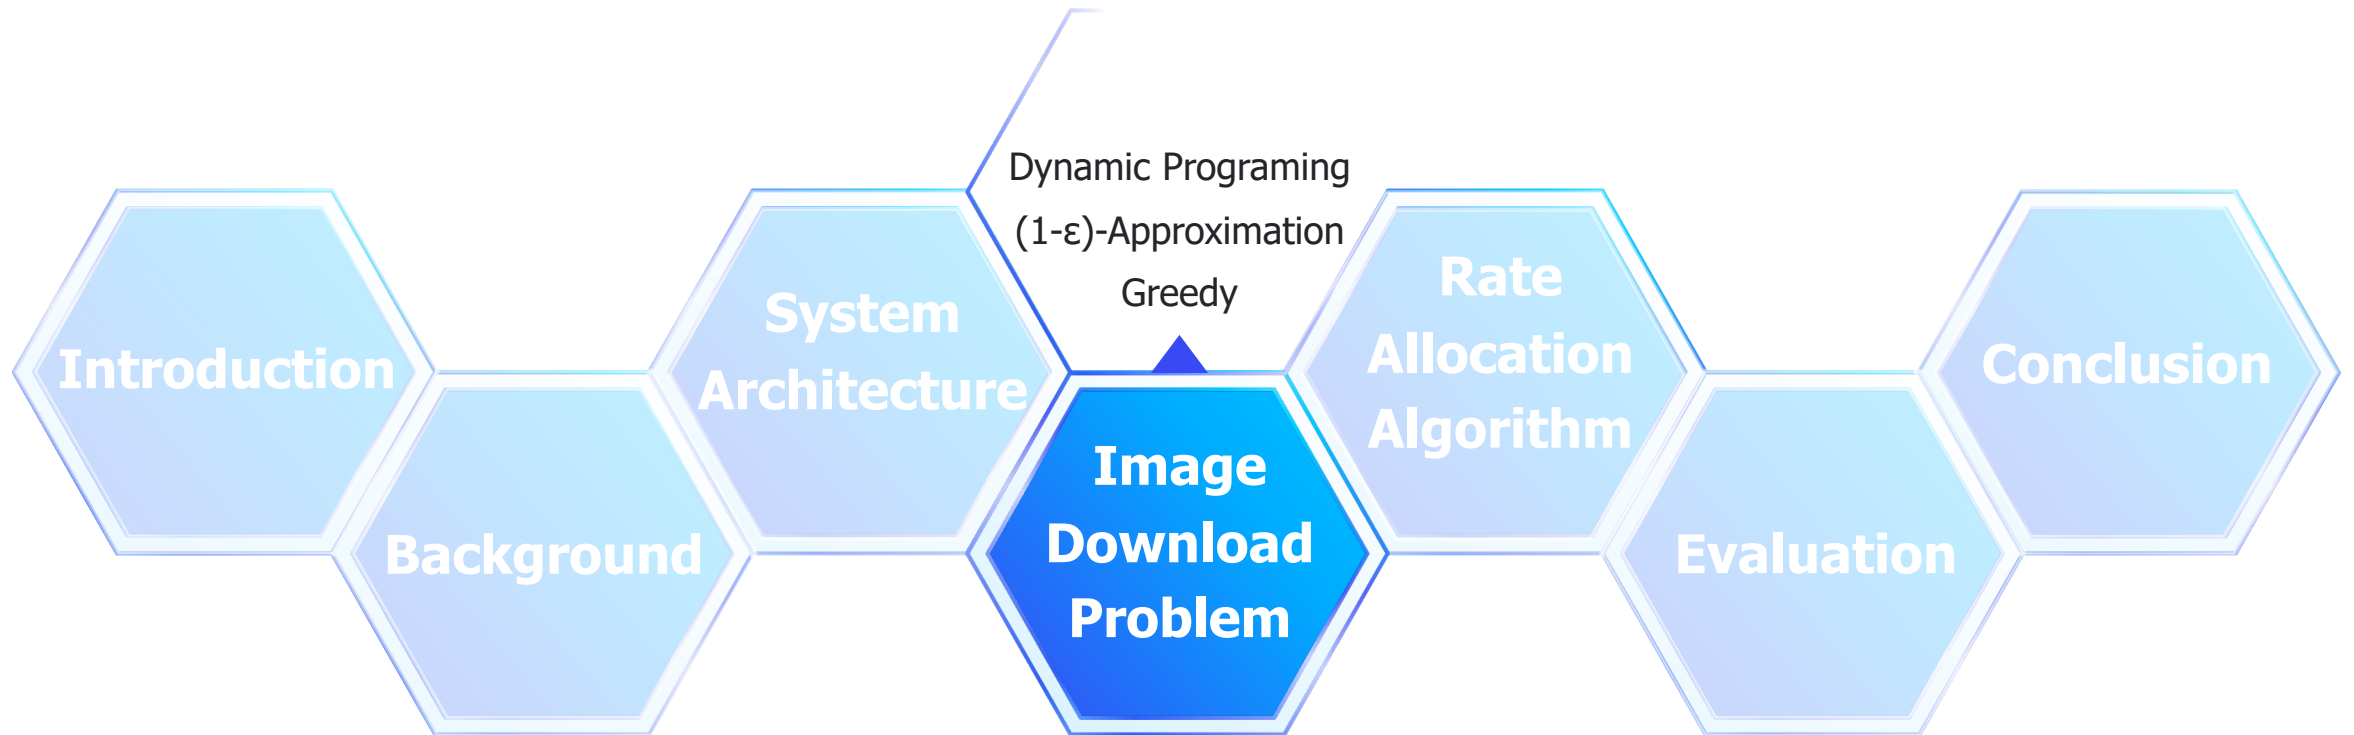 Introduction
Background
System
Architecture
Dynamic Programing
(1-ε)-Approximation
Greedy
Image
Download
Problem
Rate
Allocation
Algorithm
Evaluation
Conclusion